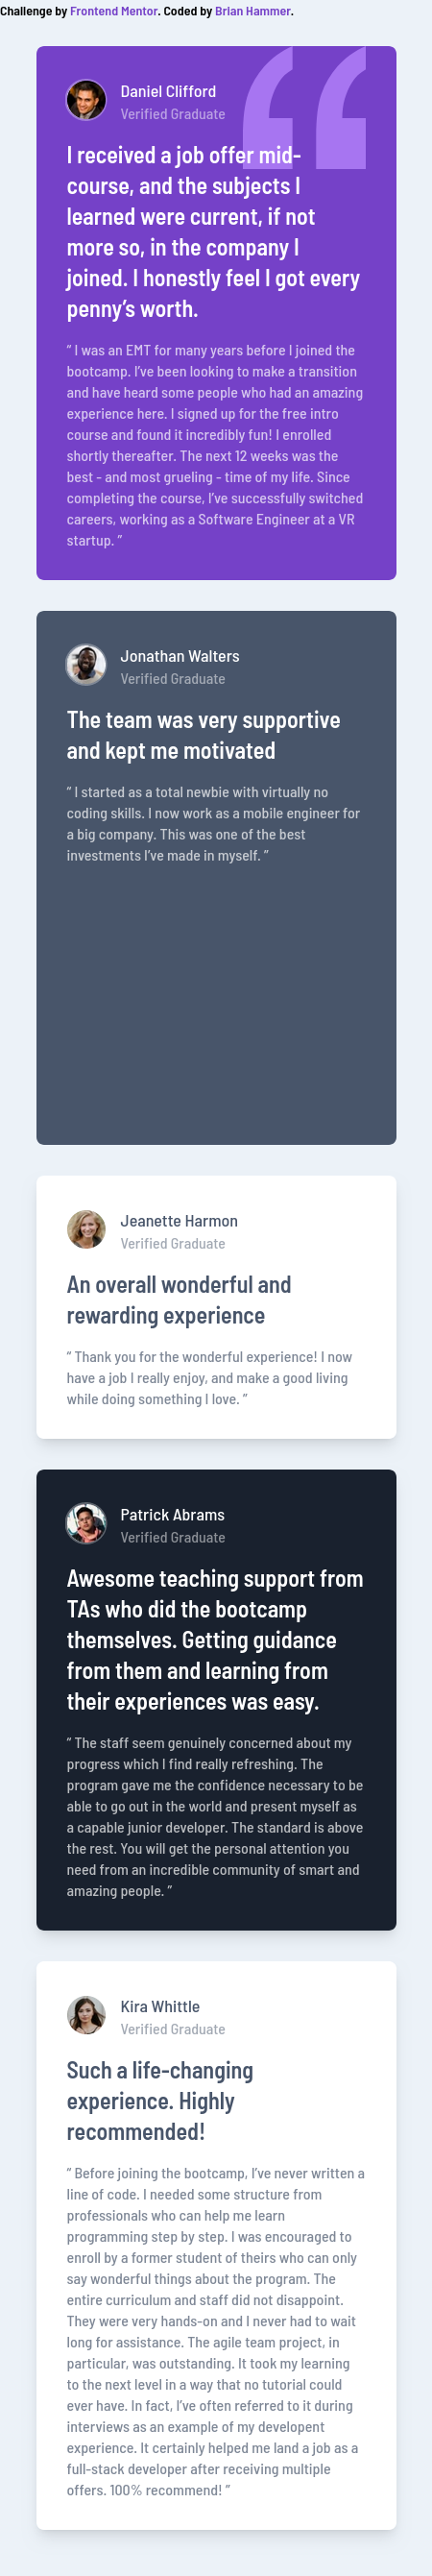 Challenge by Frontend Mentor. Coded by Brian Hammer.
Daniel Clifford
Verified Graduate
I received a job offer mid-
course, and the subjects I
learned were current, if not
more so, in the company I
joined. I honestly feel I got every
penny’s worth.
“ I was an EMT for many years before I joined the
bootcamp. I’ve been looking to make a transition
and have heard some people who had an amazing
experience here. I signed up for the free intro
course and found it incredibly fun! I enrolled
shortly thereafter. The next 12 weeks was the
best - and most grueling - time of my life. Since
completing the course, I’ve successfully switched
careers, working as a Software Engineer at a VR
startup. ”
Jonathan Walters
Verified Graduate
The team was very supportive
and kept me motivated
“ I started as a total newbie with virtually no
coding skills. I now work as a mobile engineer for
a big company. This was one of the best
investments I’ve made in myself. ”
Jeanette Harmon
Verified Graduate
An overall wonderful and
rewarding experience
“ Thank you for the wonderful experience! I now
have a job I really enjoy, and make a good living
while doing something I love. ”
Patrick Abrams
Verified Graduate
Awesome teaching support from
TAs who did the bootcamp
themselves. Getting guidance
from them and learning from
their experiences was easy.
“ The staff seem genuinely concerned about my
progress which I find really refreshing. The
program gave me the confidence necessary to be
able to go out in the world and present myself as
a capable junior developer. The standard is above
the rest. You will get the personal attention you
need from an incredible community of smart and
amazing people. ”
Kira Whittle
Verified Graduate
Such a life-changing
experience. Highly
recommended!
“ Before joining the bootcamp, I’ve never written a
line of code. I needed some structure from
professionals who can help me learn
programming step by step. I was encouraged to
enroll by a former student of theirs who can only
say wonderful things about the program. The
entire curriculum and staff did not disappoint.
They were very hands-on and I never had to wait
long for assistance. The agile team project, in
particular, was outstanding. It took my learning
to the next level in a way that no tutorial could
ever have. In fact, I’ve often referred to it during
interviews as an example of my developent
experience. It certainly helped me land a job as a
full-stack developer after receiving multiple
offers. 100% recommend! ”